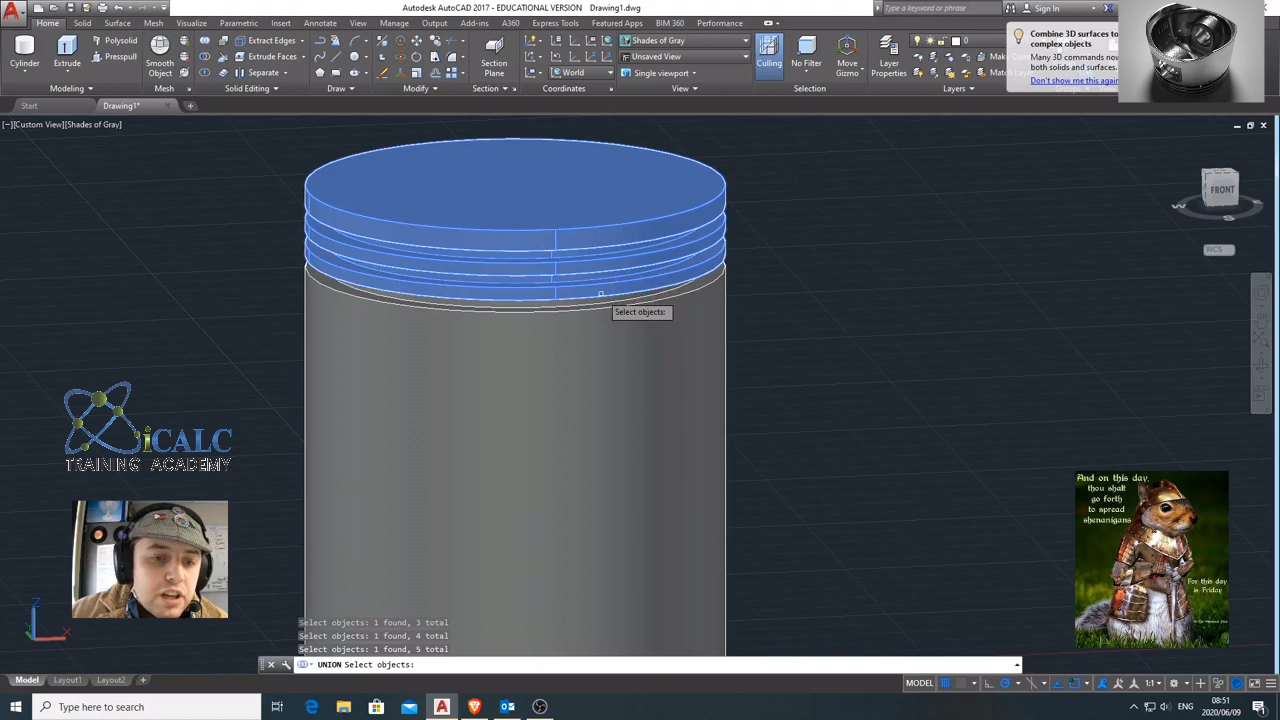 Autodesk AutoCAD 2017 - EDUCATIONAL VERSION Drawing1.dwg
Type a keyword or phrase
Sign In
Home Solid Surface Mesh Visualize Parametric Insert Annotate View Manage Output Add-ins A360 Express Tools Featured Apps BIM 360 Performance
Cylinder
Extrude
Polysolid
Presspull
Smooth Object
Extract Edges
Extrude Faces
Separate
Section Plane
World
Shades of Gray
Unsaved View
Single viewport
Culling
No Filter
Move Gizmo
Layer Properties
0
Make Cu
Match Layer
Modeling
Mesh
Solid Editing
Draw
Modify
Section
Coordinates
View
Selection
Layers
Combine 3D surfaces to
complex objects
Many 3D commands now
both solids and surfaces.
Don't show me this again
Start
Drawing1*
[−][Custom View][Shades of Gray]
FRONT
W
WCS
Select objects:
iCALC
TRAINING ACADEMY
And on this day,
thou shalt
go forth
to spread
shenanigans
For this day
is Friday
Z
X
Select objects: 1 found, 3 total
Select objects: 1 found, 4 total
Select objects: 1 found, 5 total
UNION Select objects:
Model Layout1 Layout2
MODEL
1:1
Type here to search
ENG
08:51
2020/06/09